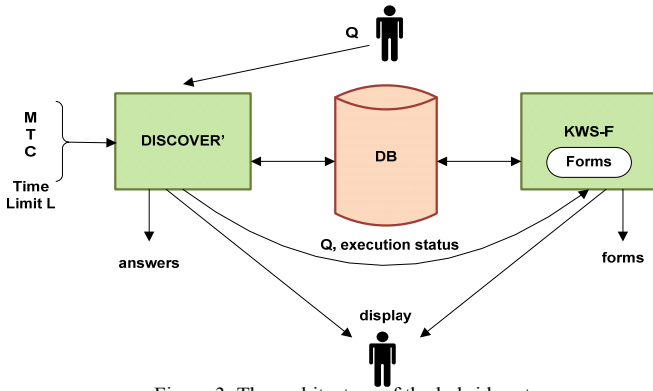 Q
M
T
C
Time
Limit L
DISCOVER’
DB
KWS-F
Forms
Q, execution status
answers
forms
display